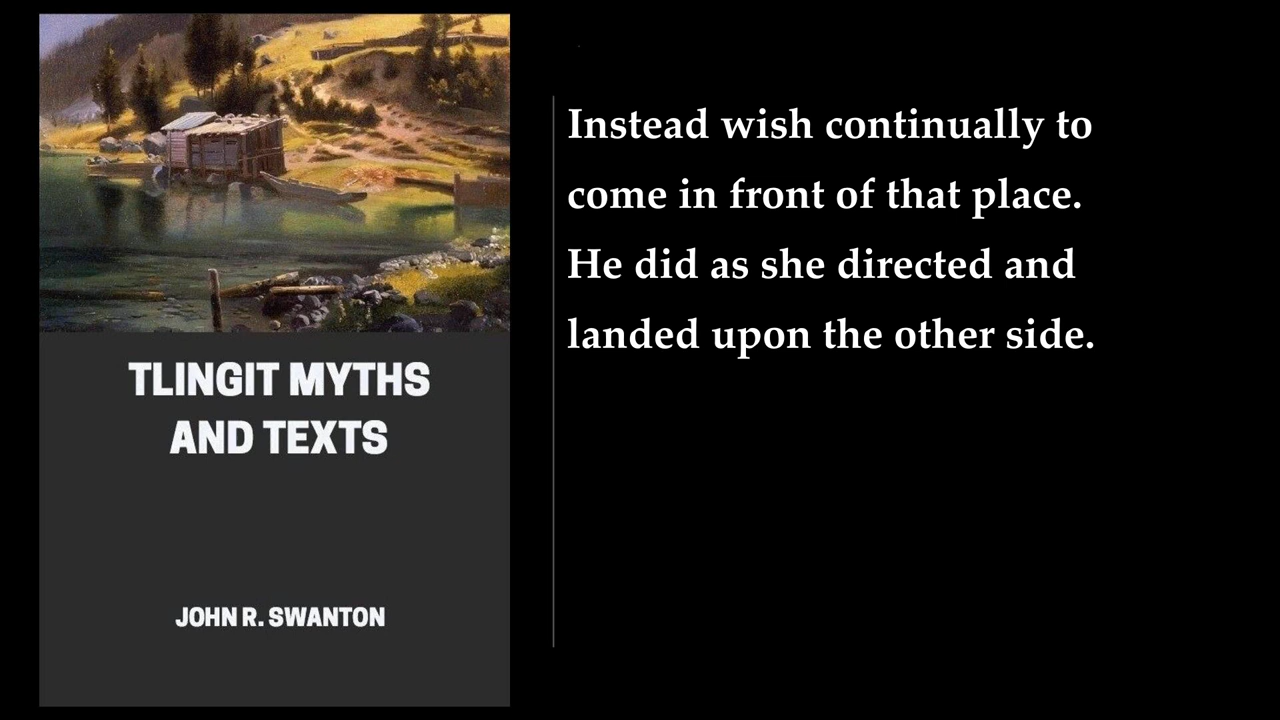 TLINGIT MYTHS
AND TEXTS
JOHN R. SWANTON
Instead wish continually to
come in front of that place.
He did as she directed and
landed upon the other side.